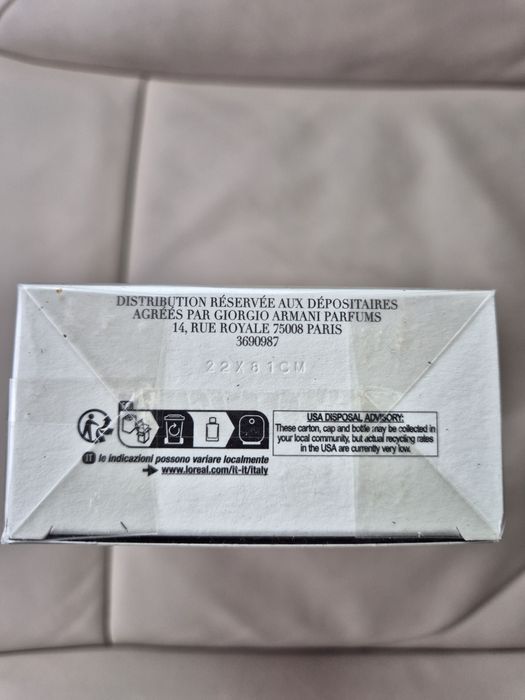 DISTRIBUTION RÉSERVÉE AUX DÉPOSITAIRES
AGRÉÉS PAR GIORGIO ARMANI PARFUMS
14, RUE ROYALE 75008 PARIS
3690987
22X81CM
USA DISPOSAL ADVISORY:
These carton, cap and bottle may be collected in
your local community, but actual recycling rates
in the USA are currently very low.
IT le indicazioni possono variare localmente
www.loreal.com/it-it/italy